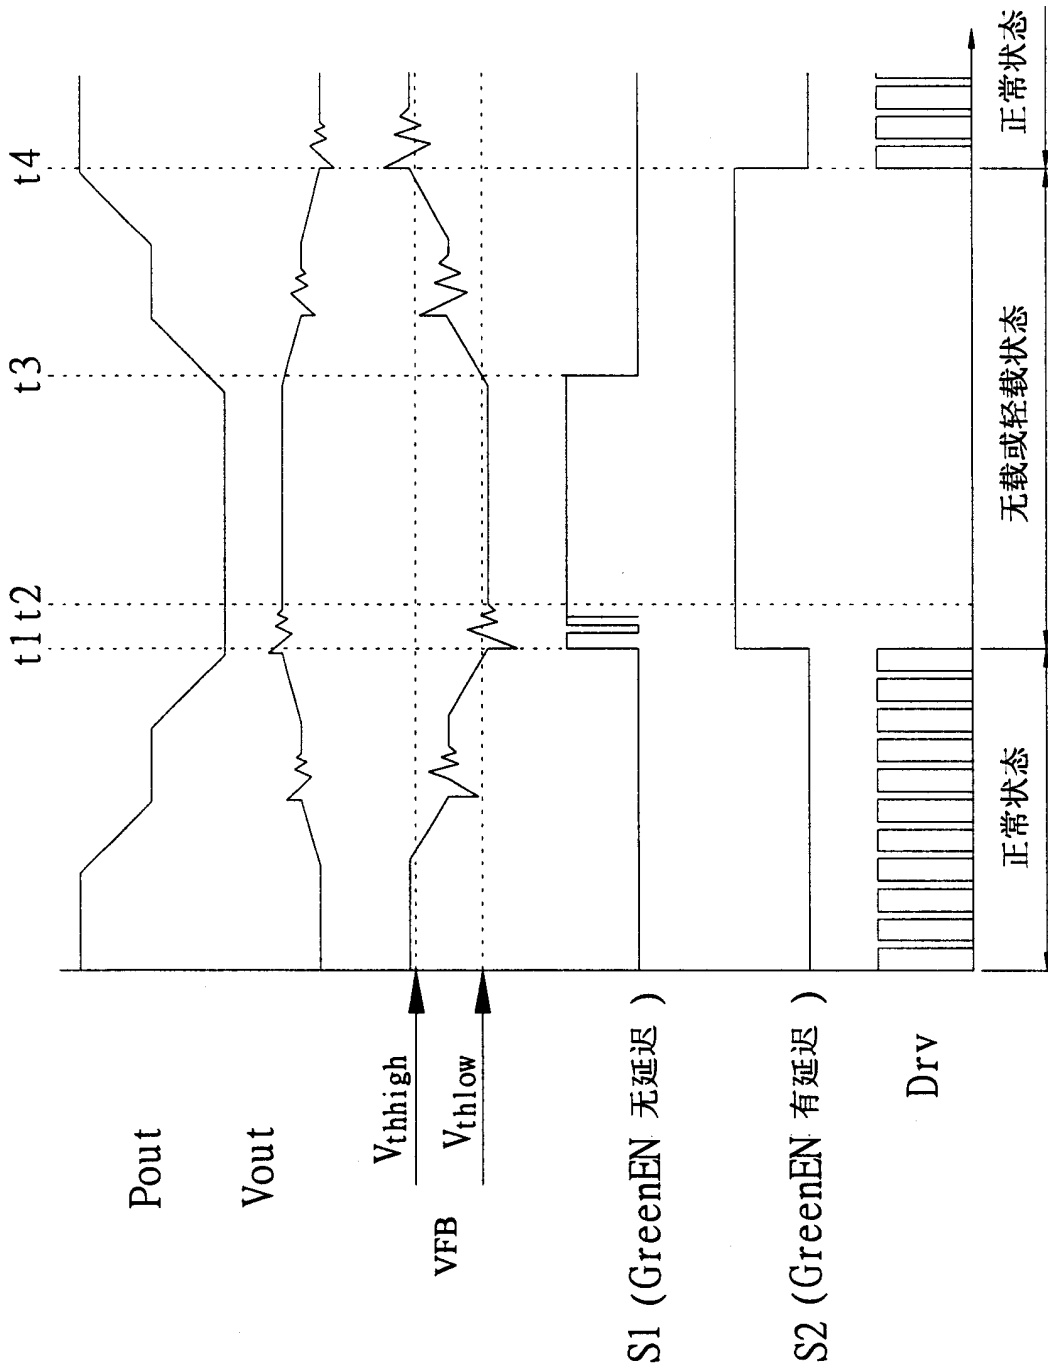 t1 t2 t3 t4
Pout
Vout
Vthhigh
VFB
Vthlow
S1 (GreenEN 无延迟 )
S2 (GreenEN 有延迟 )
Drv
正常状态 无载或轻载状态 正常状态